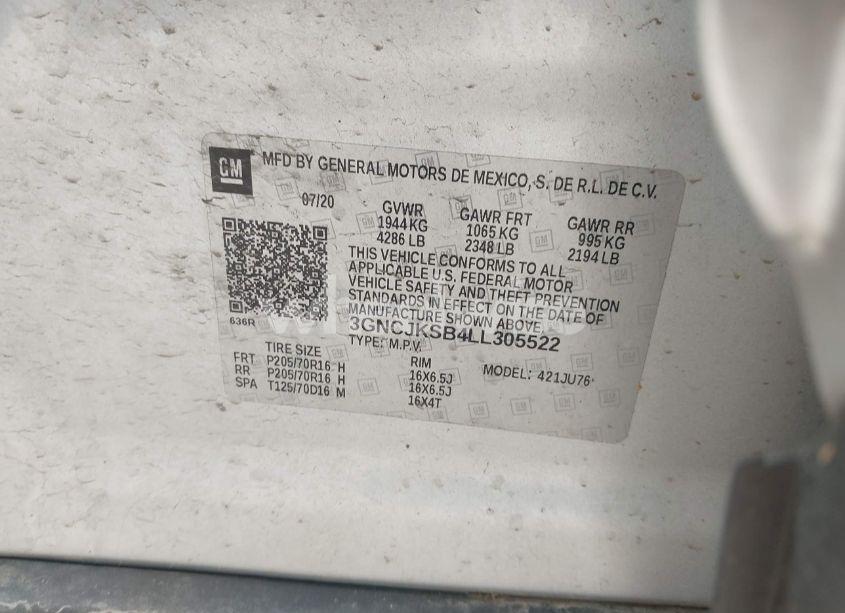 GM
MFD BY GENERAL MOTORS DE MEXICO, S. DE R.L. DE C.V.
07/20
GVWR GAWR FRT GAWR RR
1944 KG 1065 KG 995 KG
4286 LB 2348 LB 2194 LB
THIS VEHICLE CONFORMS TO ALL
APPLICABLE U.S. FEDERAL MOTOR
VEHICLE SAFETY AND THEFT PREVENTION
STANDARDS IN EFFECT ON THE DATE OF
MANUFACTURE SHOWN ABOVE.
636R
3GNCJKSB4LL305522
TYPE: M.P.V.
TIRE SIZE RIM
FRT P205/70R16 H 16X6.5J
RR P205/70R16 H 16X6.5J
SPA T125/70D16 M 16X4T
MODEL: 421JU76